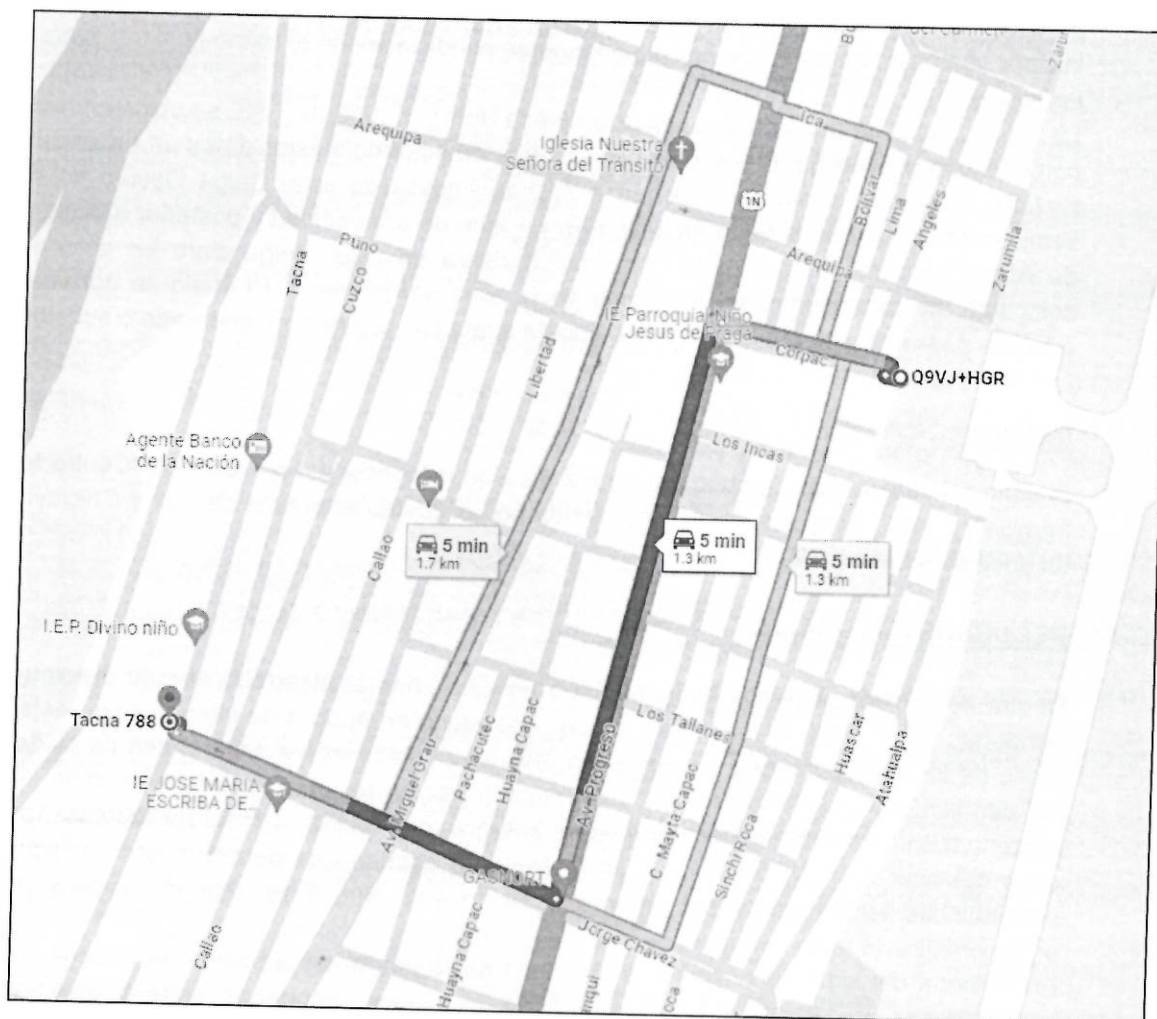 Zarumilla
Ica
Arequipa
Iglesia Nuestra
Señora del Tránsito
1N
Bolívar
Lima
Angeles
Puno
Tacna
Cuzco
Arequipa
Zarumilla
IE Parroquial Niño
Jesus de Praga
Corpac
Libertad
Q9VJ+HGR
Agente Banco
de la Nación
Los Incas
5 min
1.7 km
5 min
1.3 km
5 min
1.3 km
Callao
I.E.P. Divino niño
Tacna 788
Los Tallanes
Huascar
Atahualpa
Pachacutec
Huayna Capac
Av. Progreso
Av. Miguel Grau
C. Mayta Capac
Sinchi Roca
IE JOSE MARIA
ESCRIBA DE...
GASNORT
Jorge Chavez
Callao
Huayna Capac